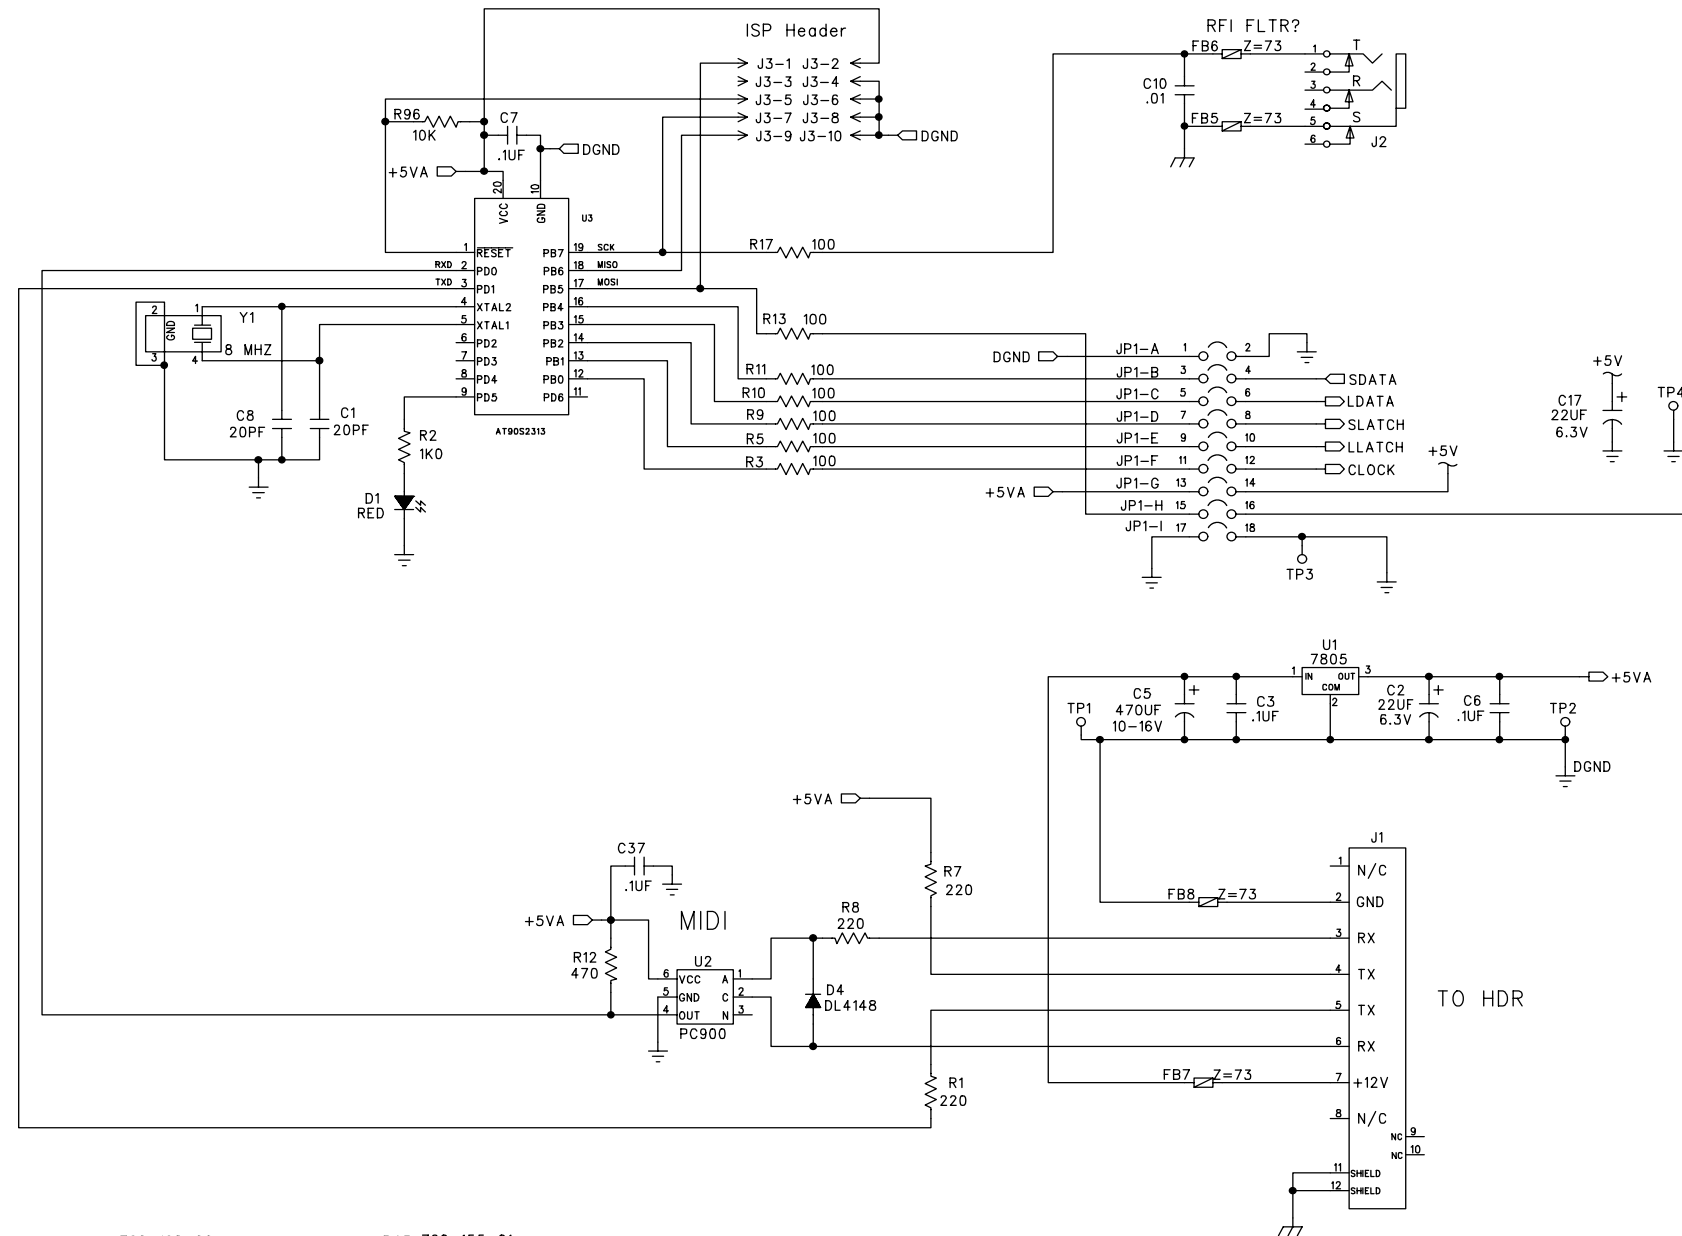 ISP Header
J3-1 J3-2
J3-3 J3-4
J3-5 J3-6
J3-7 J3-8
J3-9 J3-10
DGND
R96
10K
C7
.1UF
DGND
+5VA
RFI FLTR?
FB6 Z=73
C10
.01
FB5 Z=73
1 T
2
3 R
4
5 S
6
J2
20
VCC
10
GND
U3
1 RESET
RXD 2 PD0
TXD 3 PD1
4 XTAL2
5 XTAL1
6 PD2
7 PD3
8 PD4
9 PD5
PB7 19 SCK
PB6 18 MISO
PB5 17 MOSI
PB4 16
PB3 15
PB2 14
PB1 13
PB0 12
PD6 11
AT90S2313
2 1
GND
3 4
Y1
8 MHZ
C8
20PF
C1
20PF
R2
1K0
D1
RED
R17 100
R13 100
R11 100
R10 100
R9 100
R5 100
R3 100
DGND JP1-A 1 2
JP1-B 3 4 SDATA
JP1-C 5 6 LDATA
JP1-D 7 8 SLATCH
JP1-E 9 10 LLATCH
JP1-F 11 12 CLOCK
+5VA JP1-G 13 14 +5V
JP1-H 15 16
JP1-I 17 18
TP3
+5V
C17
22UF
6.3V
+
TP4
U1
7805
1 IN OUT 3
COM
2
C5
470UF
10-16V
+
C3
.1UF
C2
22UF
6.3V
+
C6
.1UF
+5VA
TP1
TP2
DGND
+5VA
R7
220
C37
.1UF
+5VA
MIDI
R12
470
U2
6 VCC A 1
5 GND C 2
4 OUT N 3
PC900
R8
220
D4
DL4148
R1
220
J1
1 N/C
FB8 Z=73 2 GND
3 RX
4 TX
5 TX
6 RX
FB7 Z=73 7 +12V
8 N/C
NC 9
NC 10
11 SHIELD
12 SHIELD
TO HDR